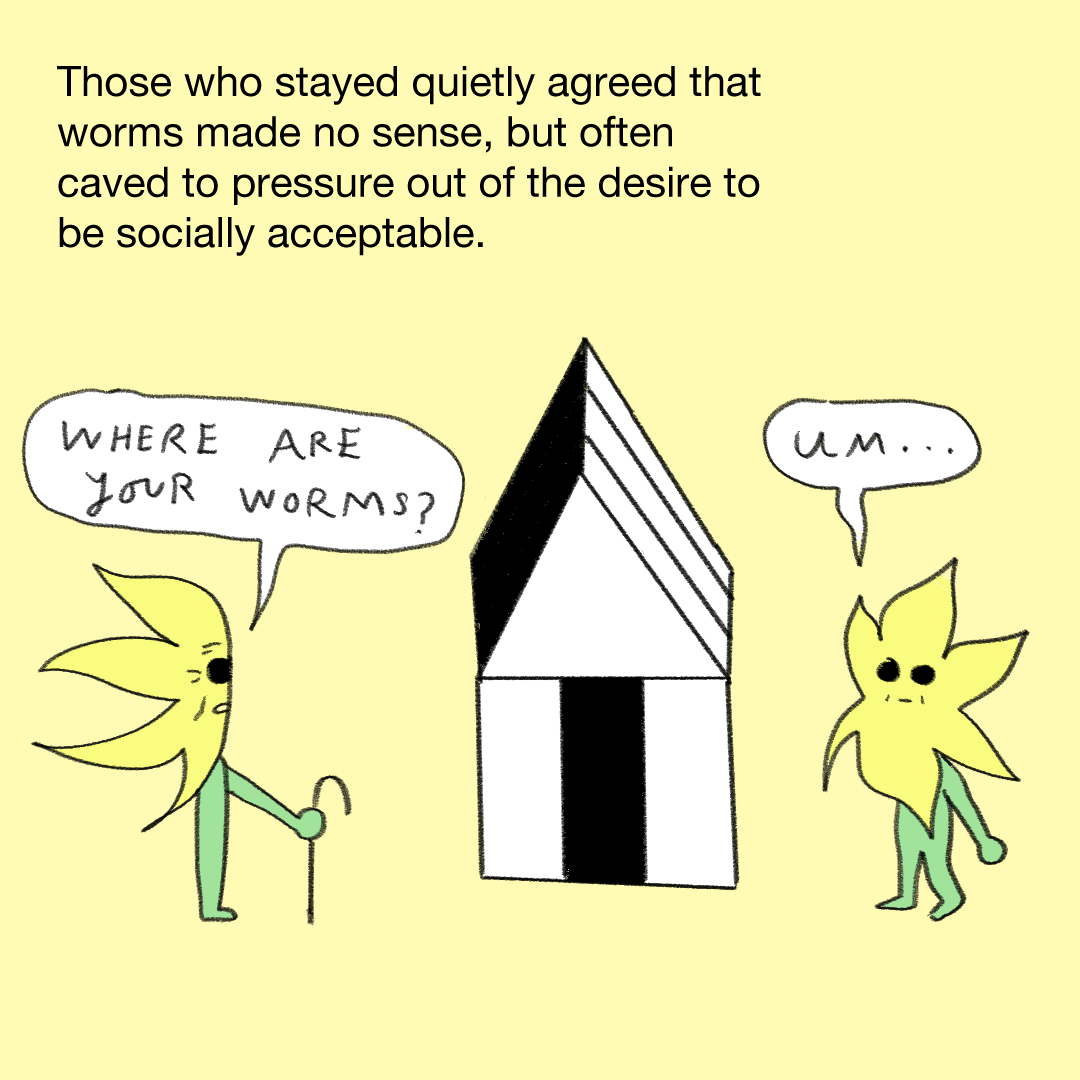 Those who stayed quietly agreed that
worms made no sense, but often
caved to pressure out of the desire to
be socially acceptable.
WHERE ARE
YOUR WORMS?
UM...